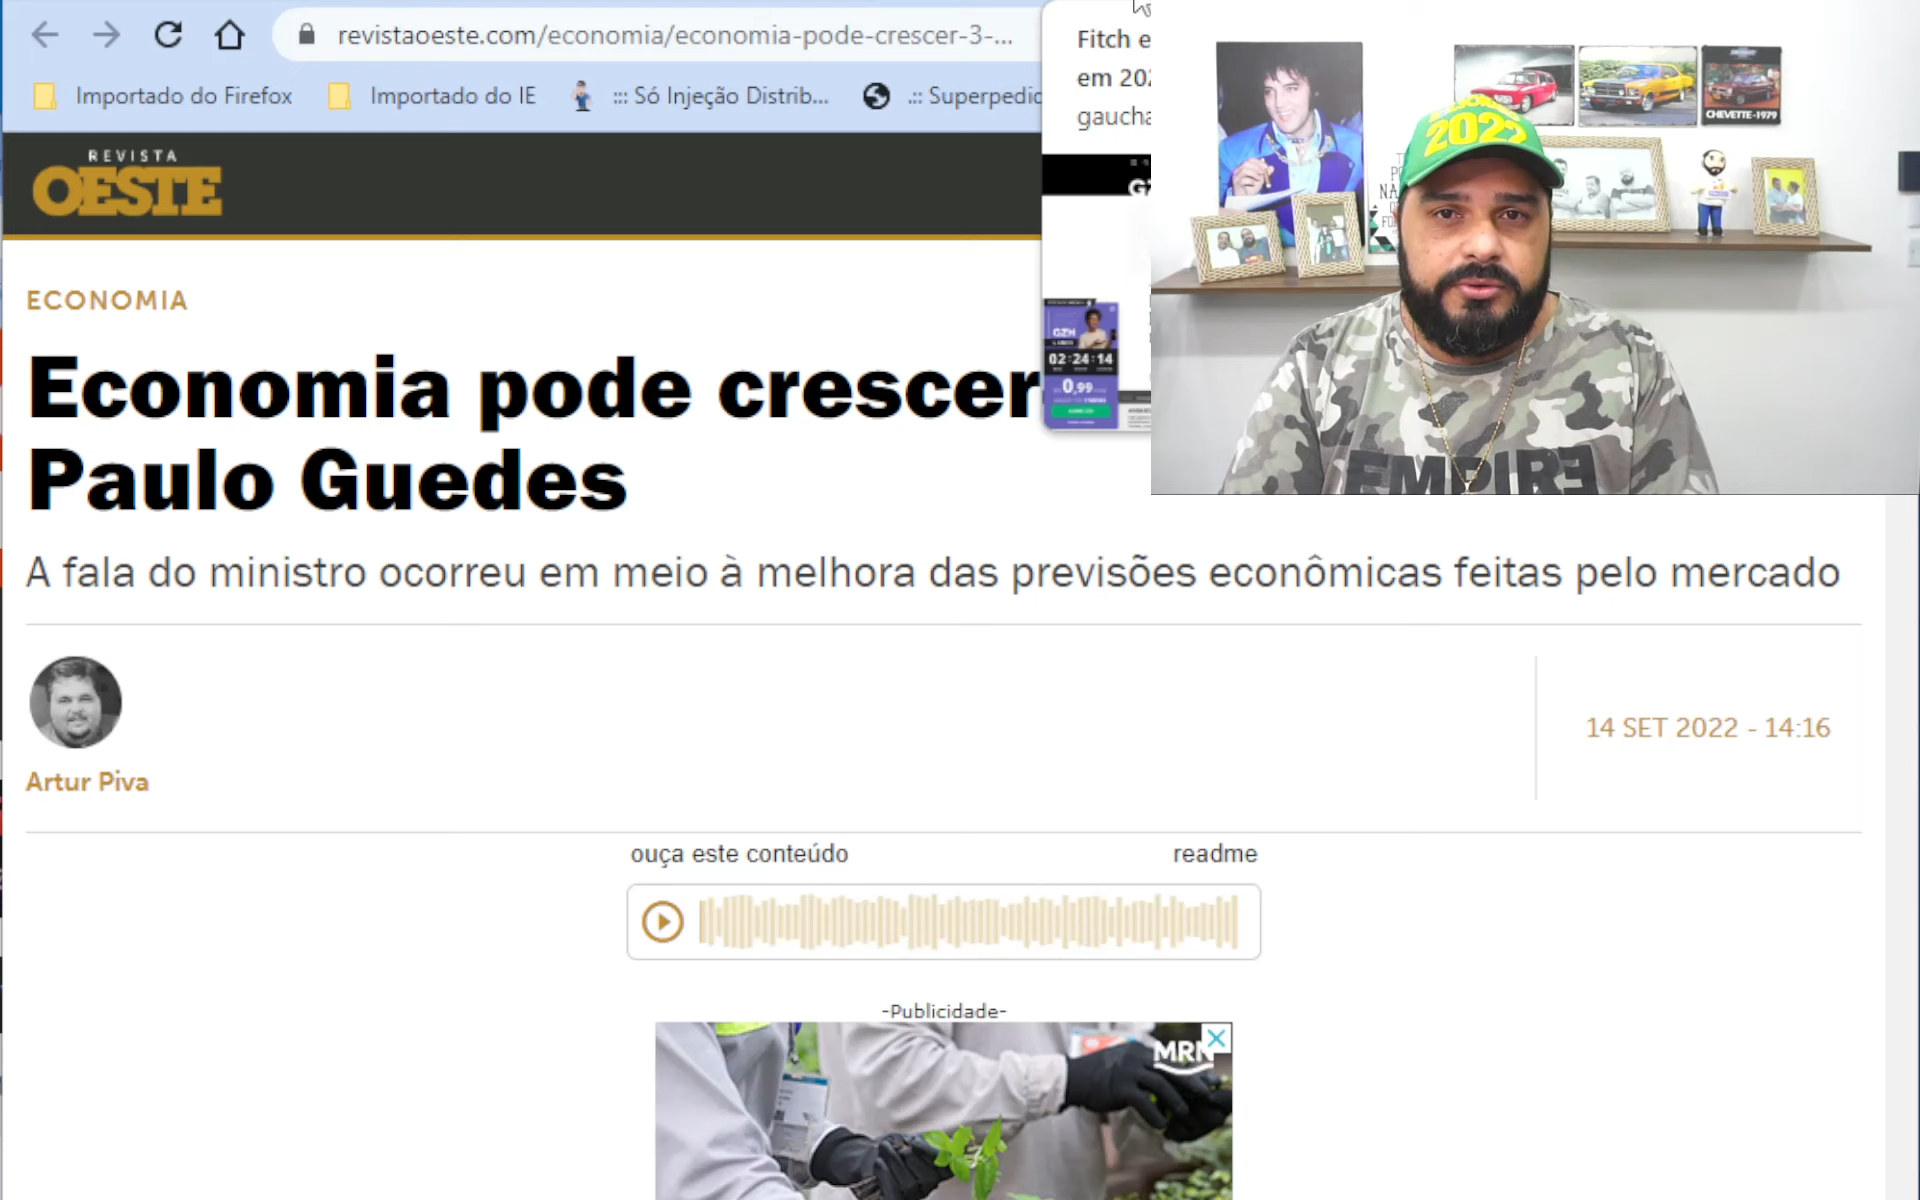 revistaoeste.com/economia/economia-pode-crescer-3-...
Importado do Firefox
Importado do IE
::: Só Injeção Distrib...
.:: Superpedic
Fitch e
em 202
gaucha
REVISTA
OESTE
ECONOMIA
Economia pode crescer
Paulo Guedes
A fala do ministro ocorreu em meio à melhora das previsões econômicas feitas pelo mercado
Artur Piva
14 SET 2022 - 14:16
ouça este conteúdo
readme
-Publicidade-
MRN
GZH
02:24:14
0,99
2022
CHEVETTE-1979
EMPIRE